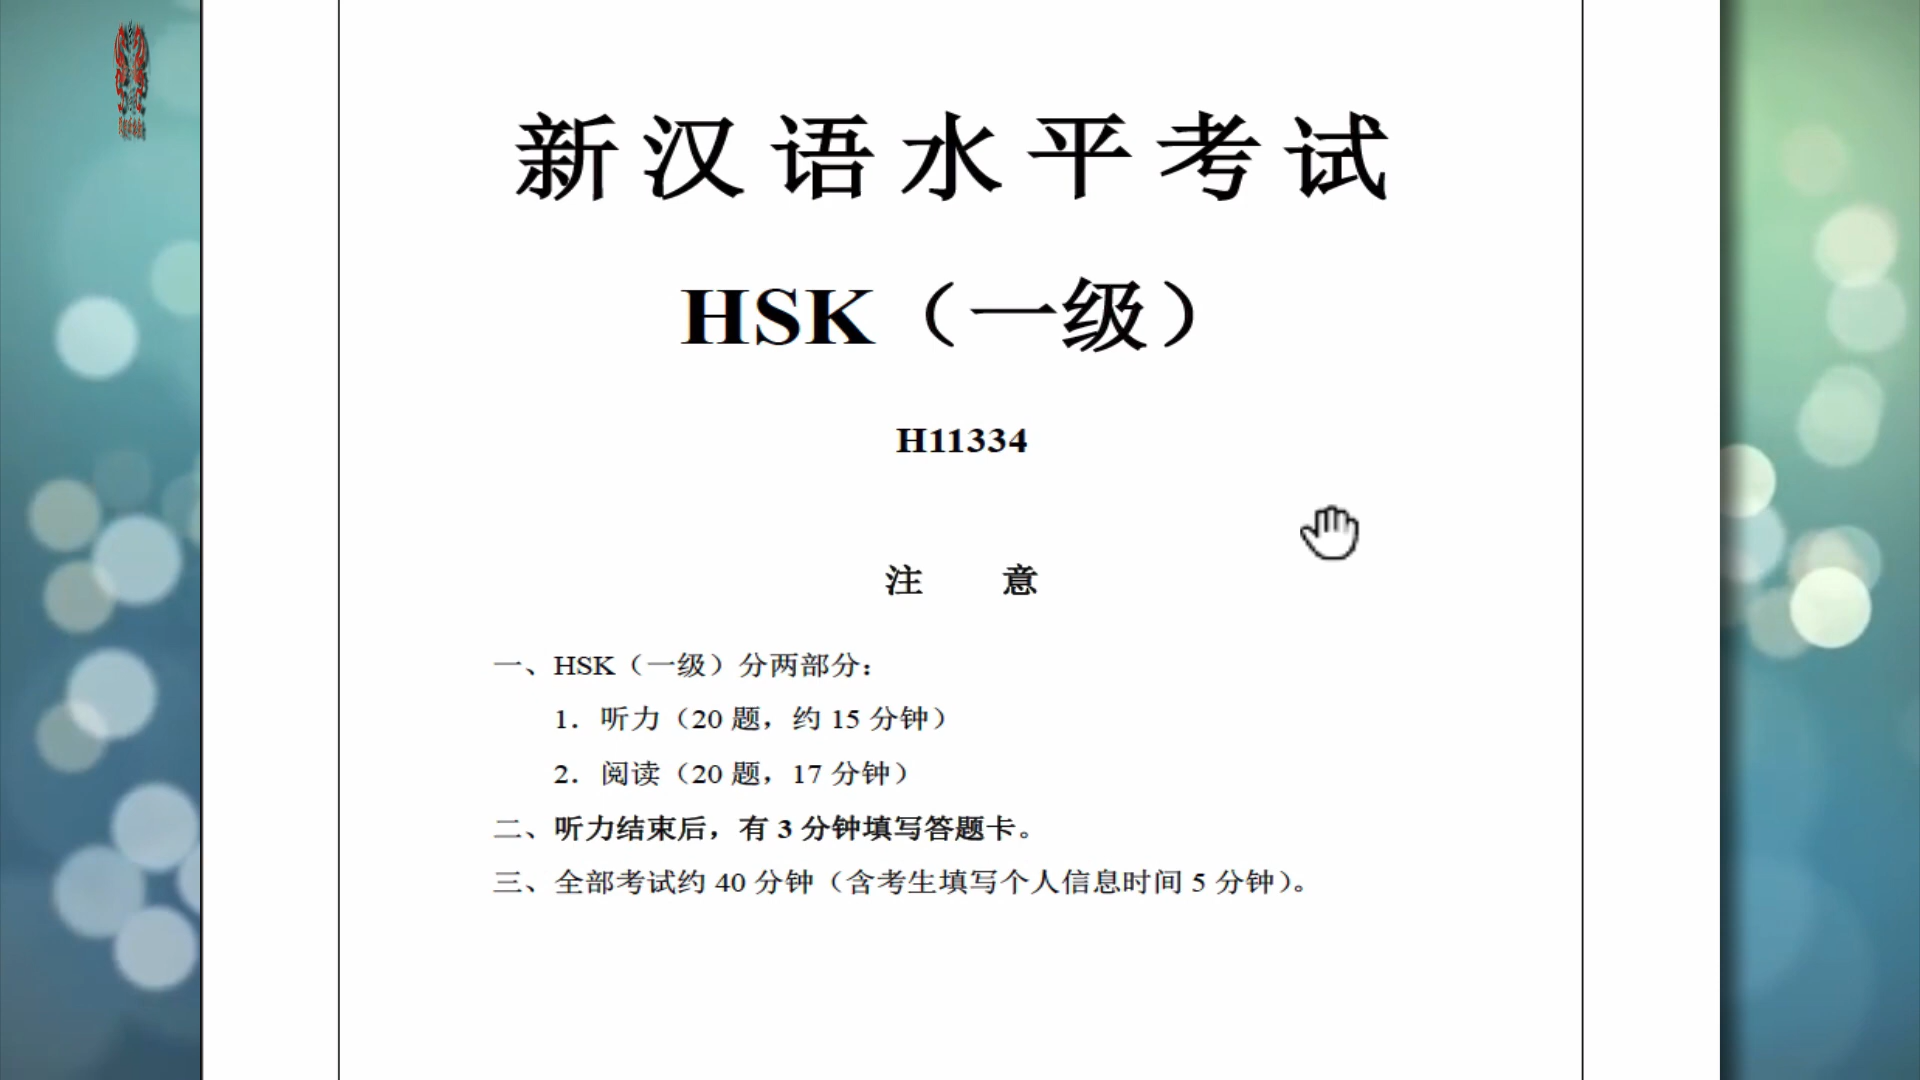 新汉语水平考试
HSK（一级）
H11334
注 意
一、HSK（一级）分两部分：
1．听力（20 题，约 15 分钟）
2．阅读（20 题，17 分钟）
二、听力结束后，有 3 分钟填写答题卡。
三、全部考试约 40 分钟（含考生填写个人信息时间 5 分钟）。